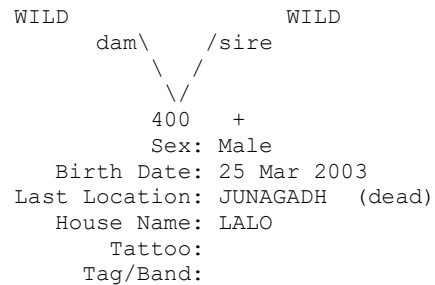 WILD                    WILD
      dam\     /sire
          \  /
           \/
          400   +
          Sex: Male
   Birth Date: 25 Mar 2003
Last Location: JUNAGADH  (dead)
   House Name: LALO
       Tattoo:
     Tag/Band: